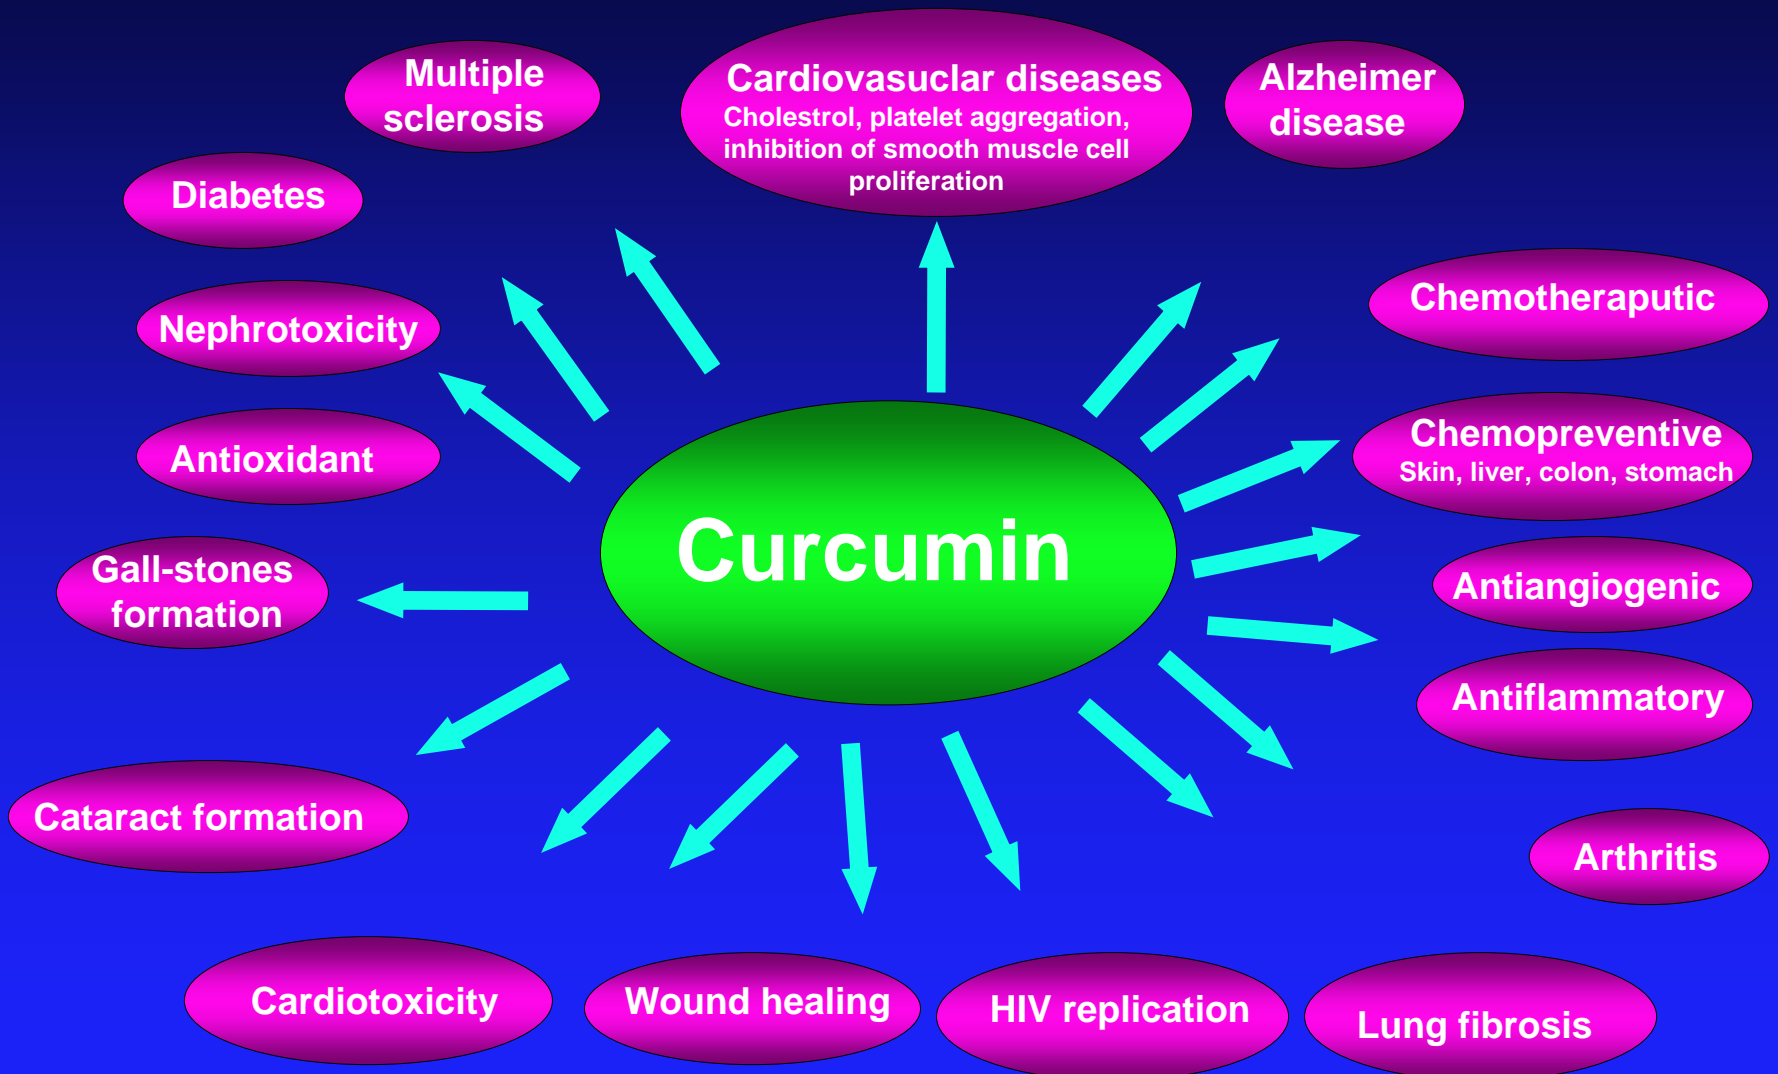 Multiple
sclerosis
Cardiovasuclar diseases
Cholestrol, platelet aggregation,
inhibition of smooth muscle cell
proliferation
Alzheimer
disease
Diabetes
Nephrotoxicity
Chemotheraputic
Antioxidant
Chemopreventive
Skin, liver, colon, stomach
Curcumin
Gall-stones
formation
Antiangiogenic
Antiflammatory
Cataract formation
Arthritis
Cardiotoxicity
Wound healing
HIV replication
Lung fibrosis